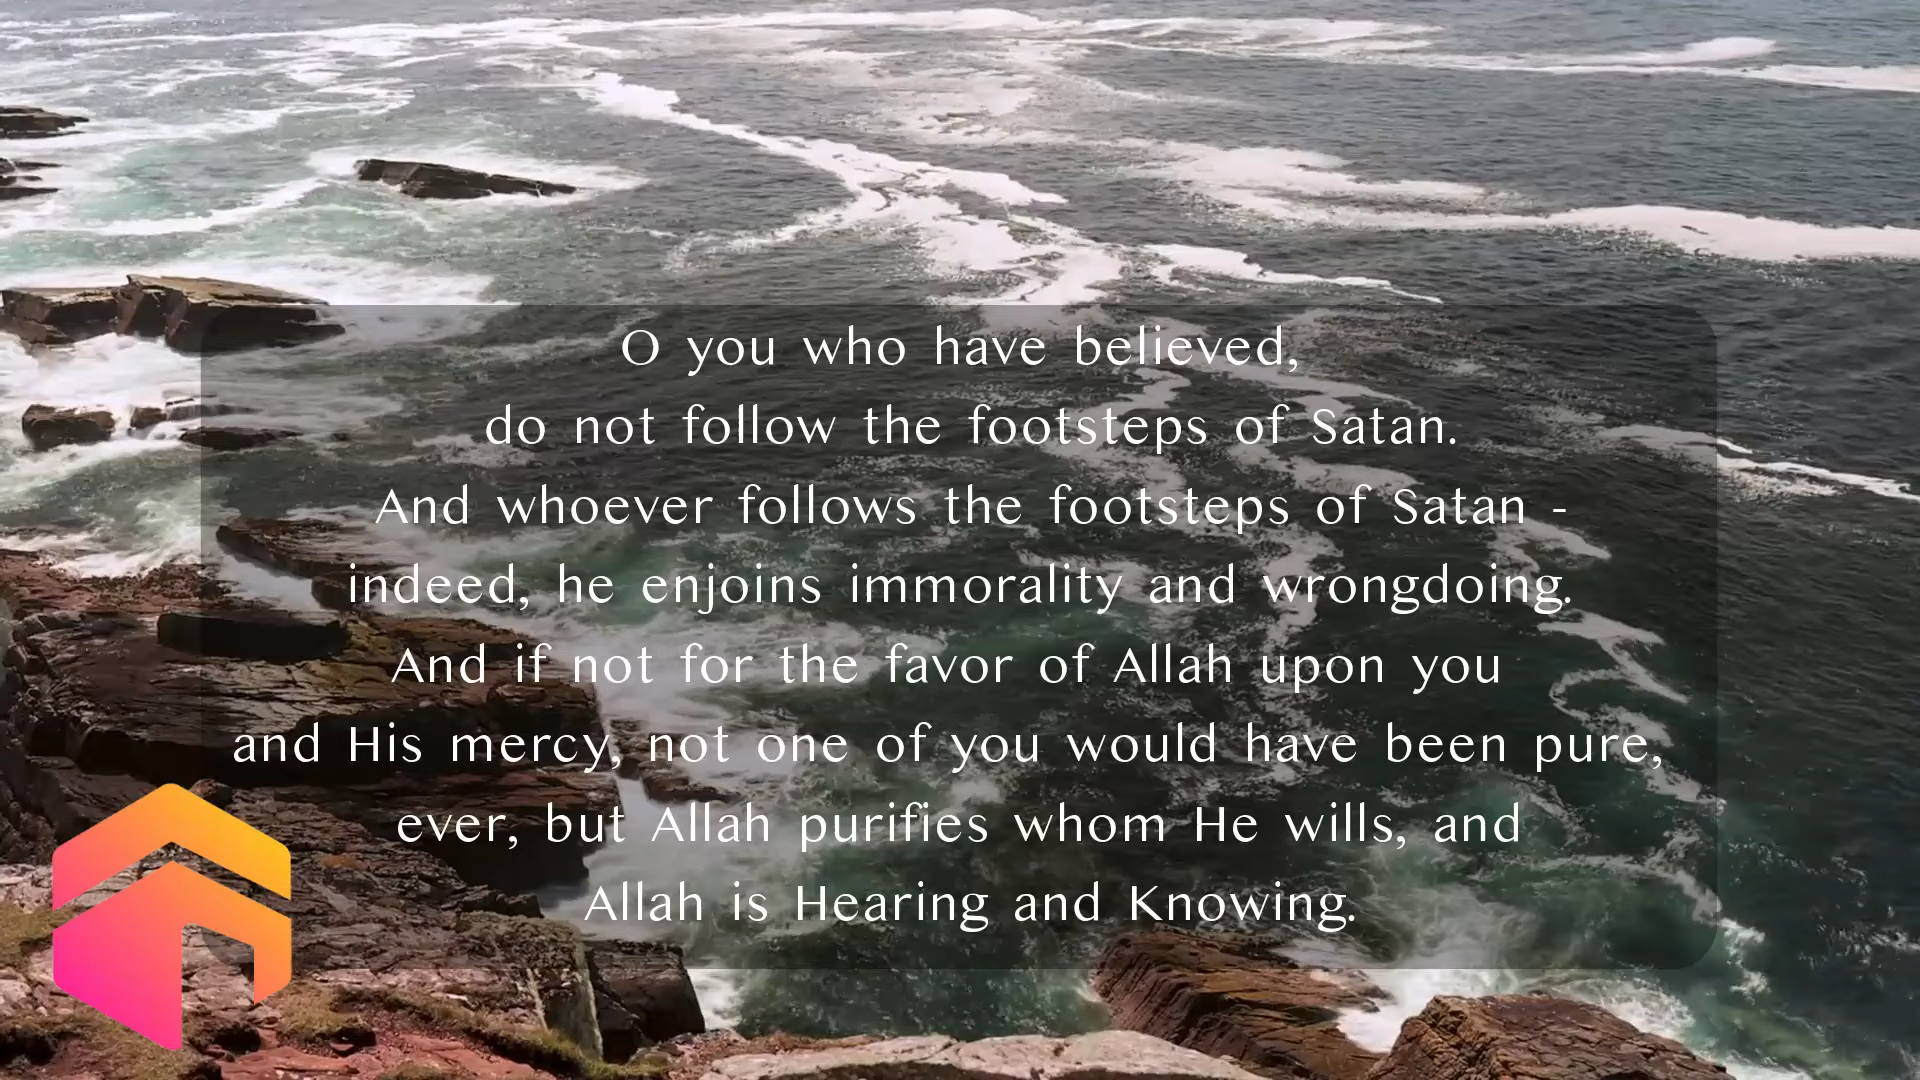 O you who have believed,
do not follow the footsteps of Satan.
And whoever follows the footsteps of Satan -
indeed, he enjoins immorality and wrongdoing.
And if not for the favor of Allah upon you
and His mercy, not one of you would have been pure,
ever, but Allah purifies whom He wills, and
Allah is Hearing and Knowing.